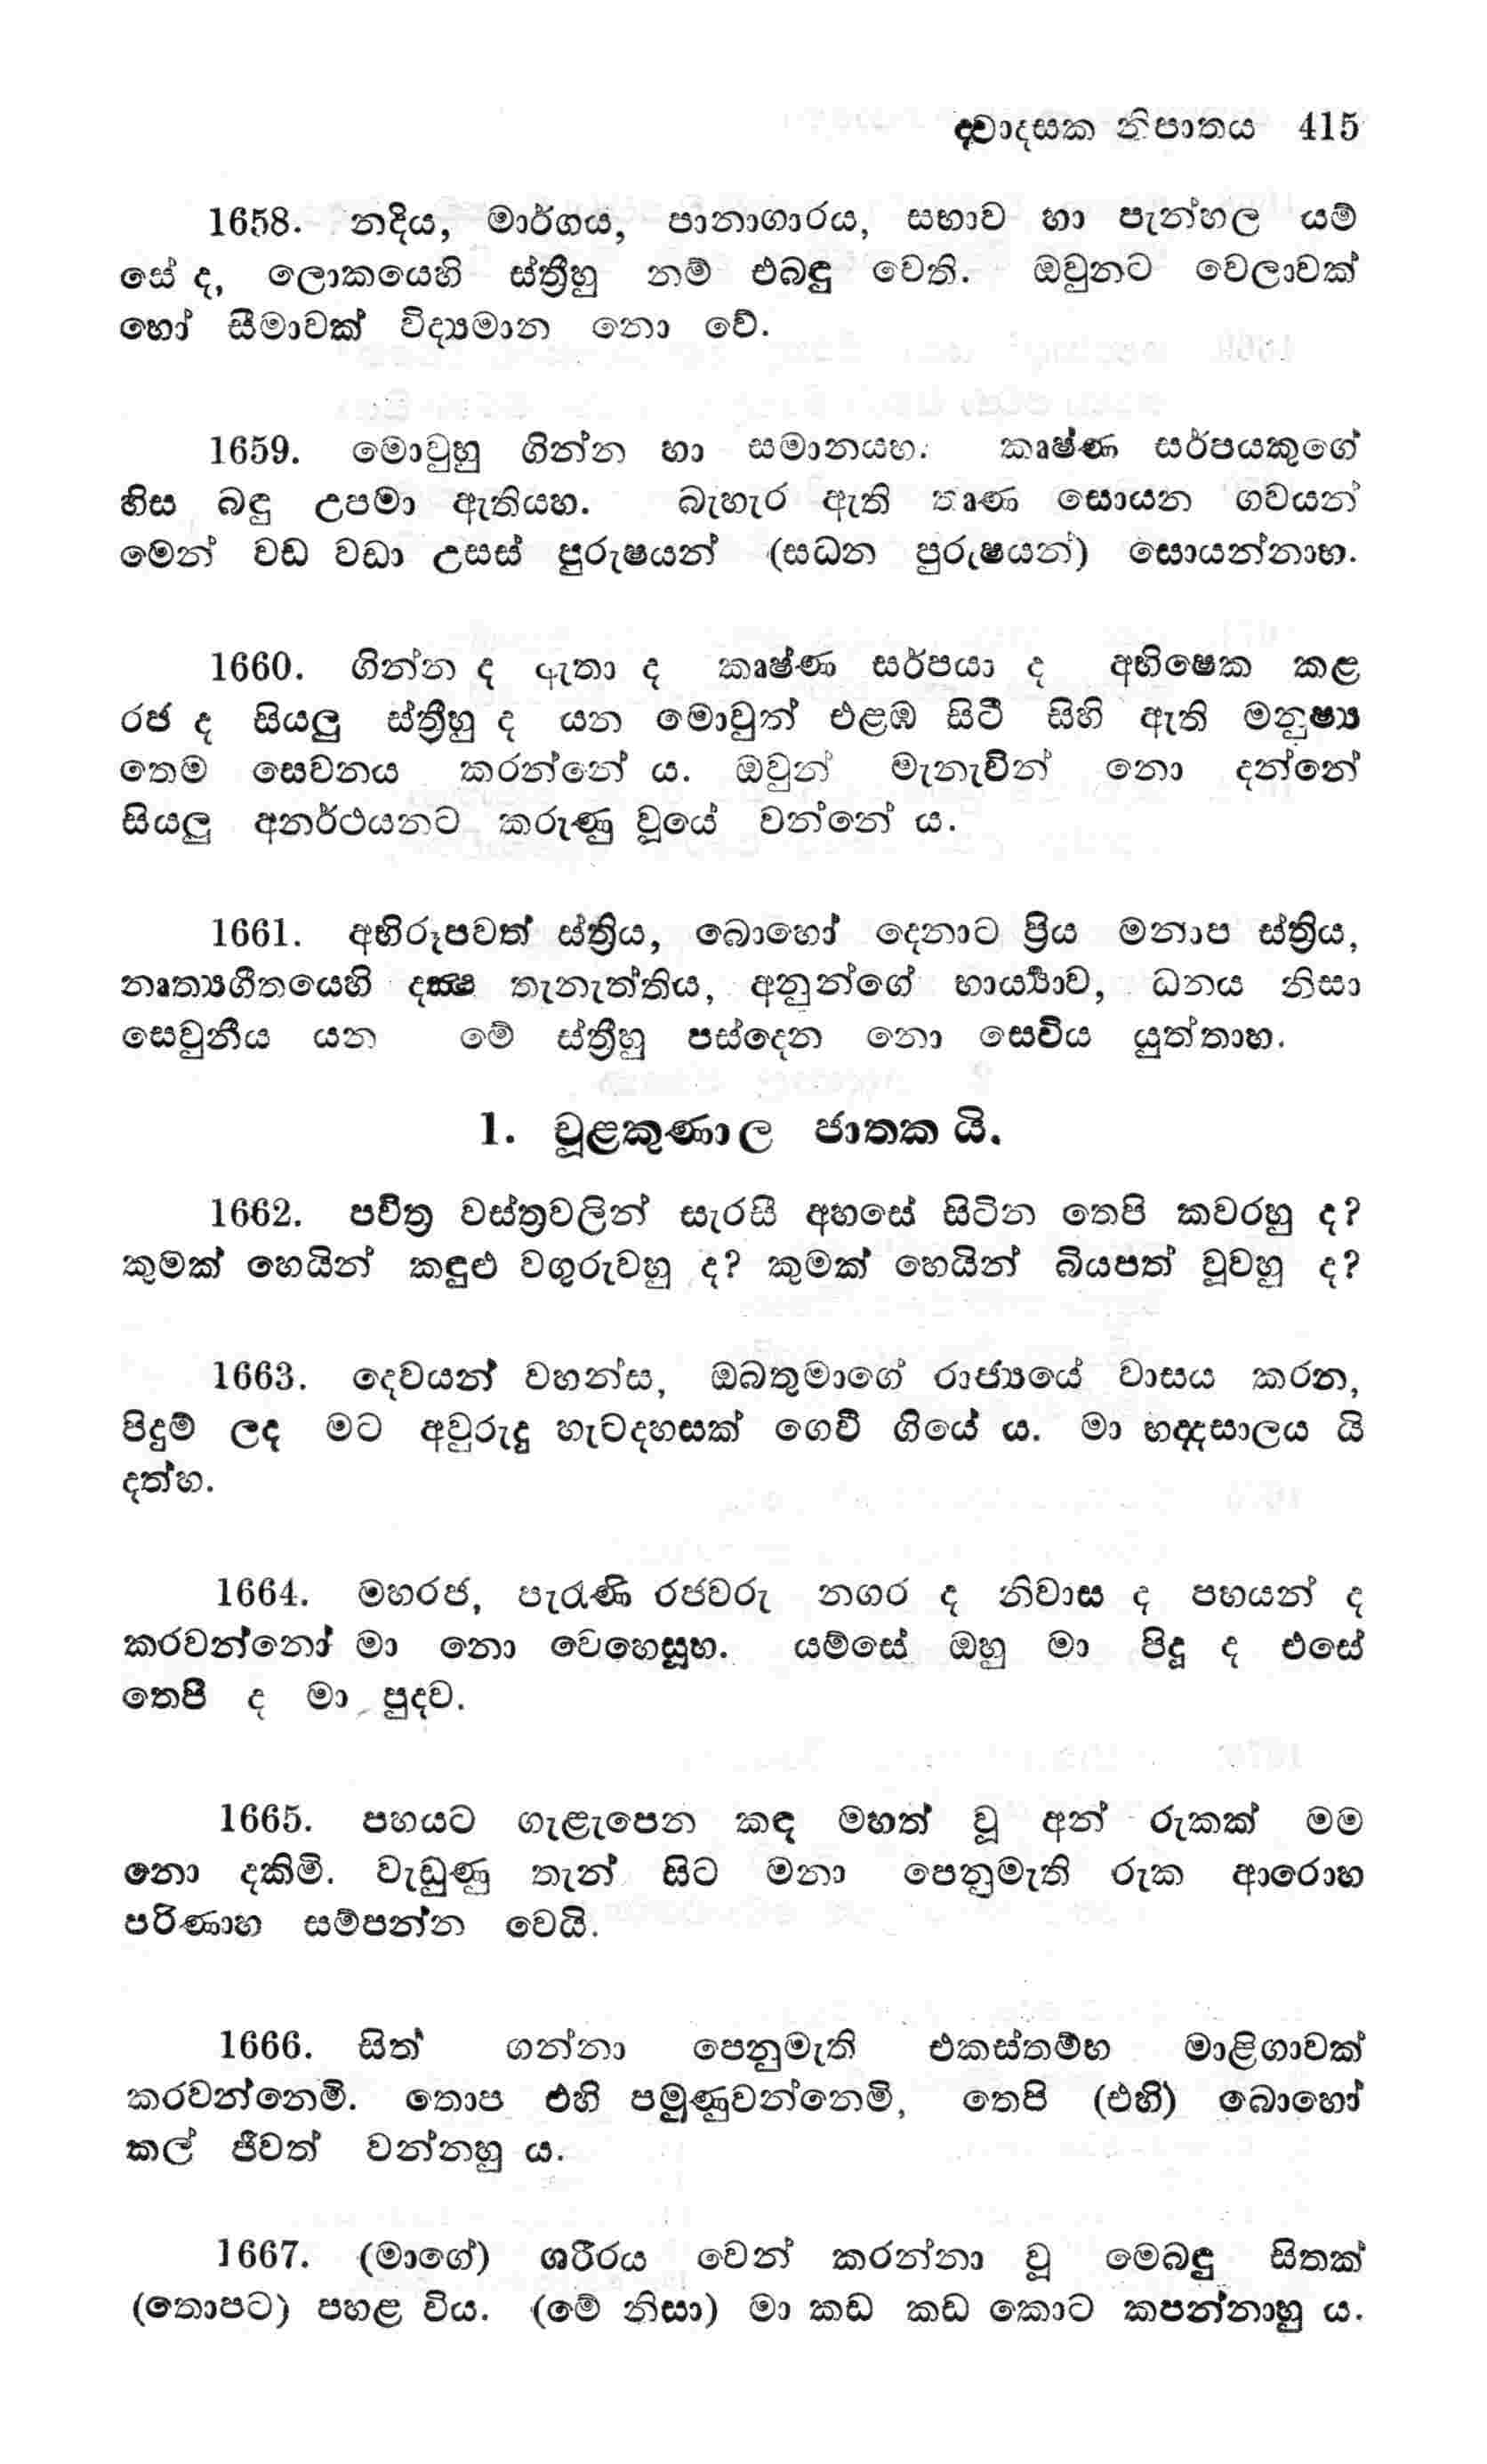 ද්වාදසක නිපාතය 415
1658. නදිය, මාර්ගය, පානාගාරය, සභාව හා පැන්හල යම්
සේ ද, ලොකයෙහි ස්ත්‍රීහු නම් එබඳු වෙති. ඔවුනට වෙලාවක්
හෝ සීමාවක් විද්‍යමාන නො වේ.
1659. මොවුහු ගින්න හා සමානයහ. කෘෂ්ණ සර්පයකුගේ
හිස බඳු උපමා ඇතියහ. බැහැර ඇති තෘණ සොයන ගවයන්
මෙන් වඩ වඩා උසස් පුරුෂයන් (සධන පුරුෂයන්) සොයන්නාහ.
1660. ගින්න ද ඇතා ද කෘෂ්ණ සර්පයා ද අභිෂෙක කළ
රජ ද සියලු ස්ත්‍රීහු ද යන මොවුන් එළඹ සිටි සිහි ඇති මනුෂ්‍ය
තෙම සෙවනය කරන්නේ ය. ඔවුන් මැනැවින් නො දන්නේ
සියලු අනර්ථයනට කරුණු වූයේ වන්නේ ය.
1661. අභිරූපවත් ස්ත්‍රිය, බොහෝ දෙනාට ප්‍රිය මනාප ස්ත්‍රිය,
නෘත්‍යගීතයෙහි දක්ෂ තැනැත්තිය, අනුන්ගේ භාර්‍ය්‍යාව, ධනය නිසා
සෙවුනීය යන මේ ස්ත්‍රීහු පස්දෙන නො සෙවිය යුත්තාහ.
1. චූළකුණාල ජාතක යි.
1662. පවිත්‍ර වස්ත්‍රවලින් සැරසී අහසේ සිටින තෙපි කවරහු ද?
කුමක් හෙයින් කඳුළු වගුරුවහු ද? කුමක් හෙයින් බියපත් වූවහු ද?
1663. දෙවයන් වහන්ස, ඔබතුමාගේ රාජ්‍යයේ වාසය කරන,
පිදුම් ලද මට අවුරුදු හැටදහසක් ගෙවී ගියේ ය. මා භද්දසාලය යි
දත්හ.
1664. මහරජ, පැරණි රජවරු නගර ද නිවාස ද පහයන් ද
කරවන්නෝ මා නො වෙහෙසූහ. යම්සේ ඔහු මා පිදූ ද එසේ
තෙපි ද මා පුදව.
1665. පහයට ගැළැපෙන කඳ මහත් වූ අන් රුකක් මම
නො දකිමි. වැඩුණු තැන් සිට මනා පෙනුමැති රුක ආරොහ
පරිණාහ සම්පන්න වෙයි.
1666. සිත් ගන්නා පෙනුමැති එකස්තම්භ මාළිගාවක්
කරවන්නෙමි. තොප එහි පමුණුවන්නෙමි, තෙපි (එහි) බොහෝ
කල් ජීවත් වන්නහු ය.
1667. (මාගේ) ශරීරය වෙන් කරන්නා වූ මෙබඳු සිතක්
(තොපට) පහළ විය. (මේ නිසා) මා කඩ කඩ කොට කපන්නාහු ය.